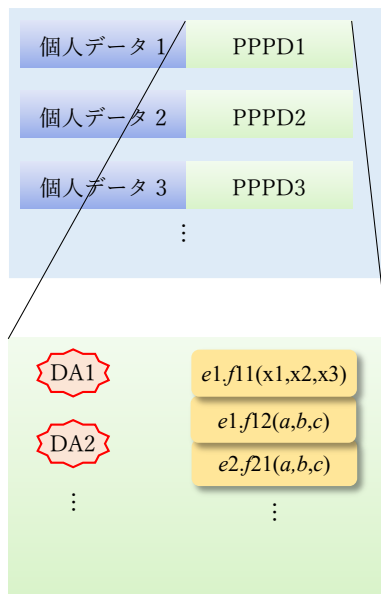 個人データ 1 PPPD1
個人データ 2 PPPD2
個人データ 3 PPPD3
⋮
DA1 e1.f11(x1,x2,x3)
e1.f12(a,b,c)
DA2
e2.f21(a,b,c)
⋮ ⋮